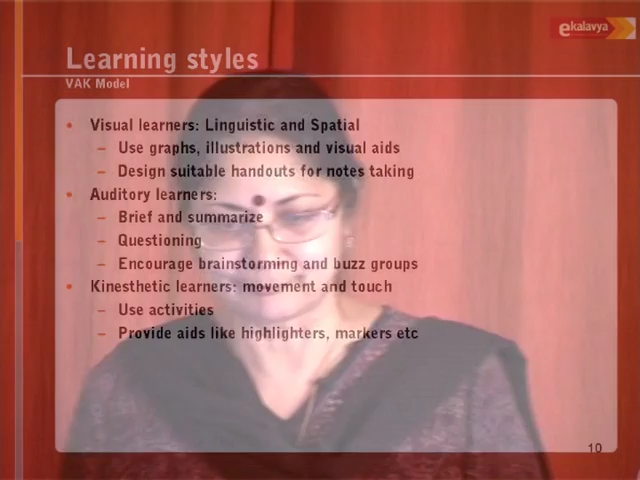 ekalavya
Learning styles
VAK Model
• Visual learners: Linguistic and Spatial
– Use graphs, illustrations and visual aids
– Design suitable handouts for notes taking
• Auditory learners:
– Brief and summarize
– Questioning
– Encourage brainstorming and buzz groups
• Kinesthetic learners: movement and touch
– Use activities
– Provide aids like highlighters, markers etc
10